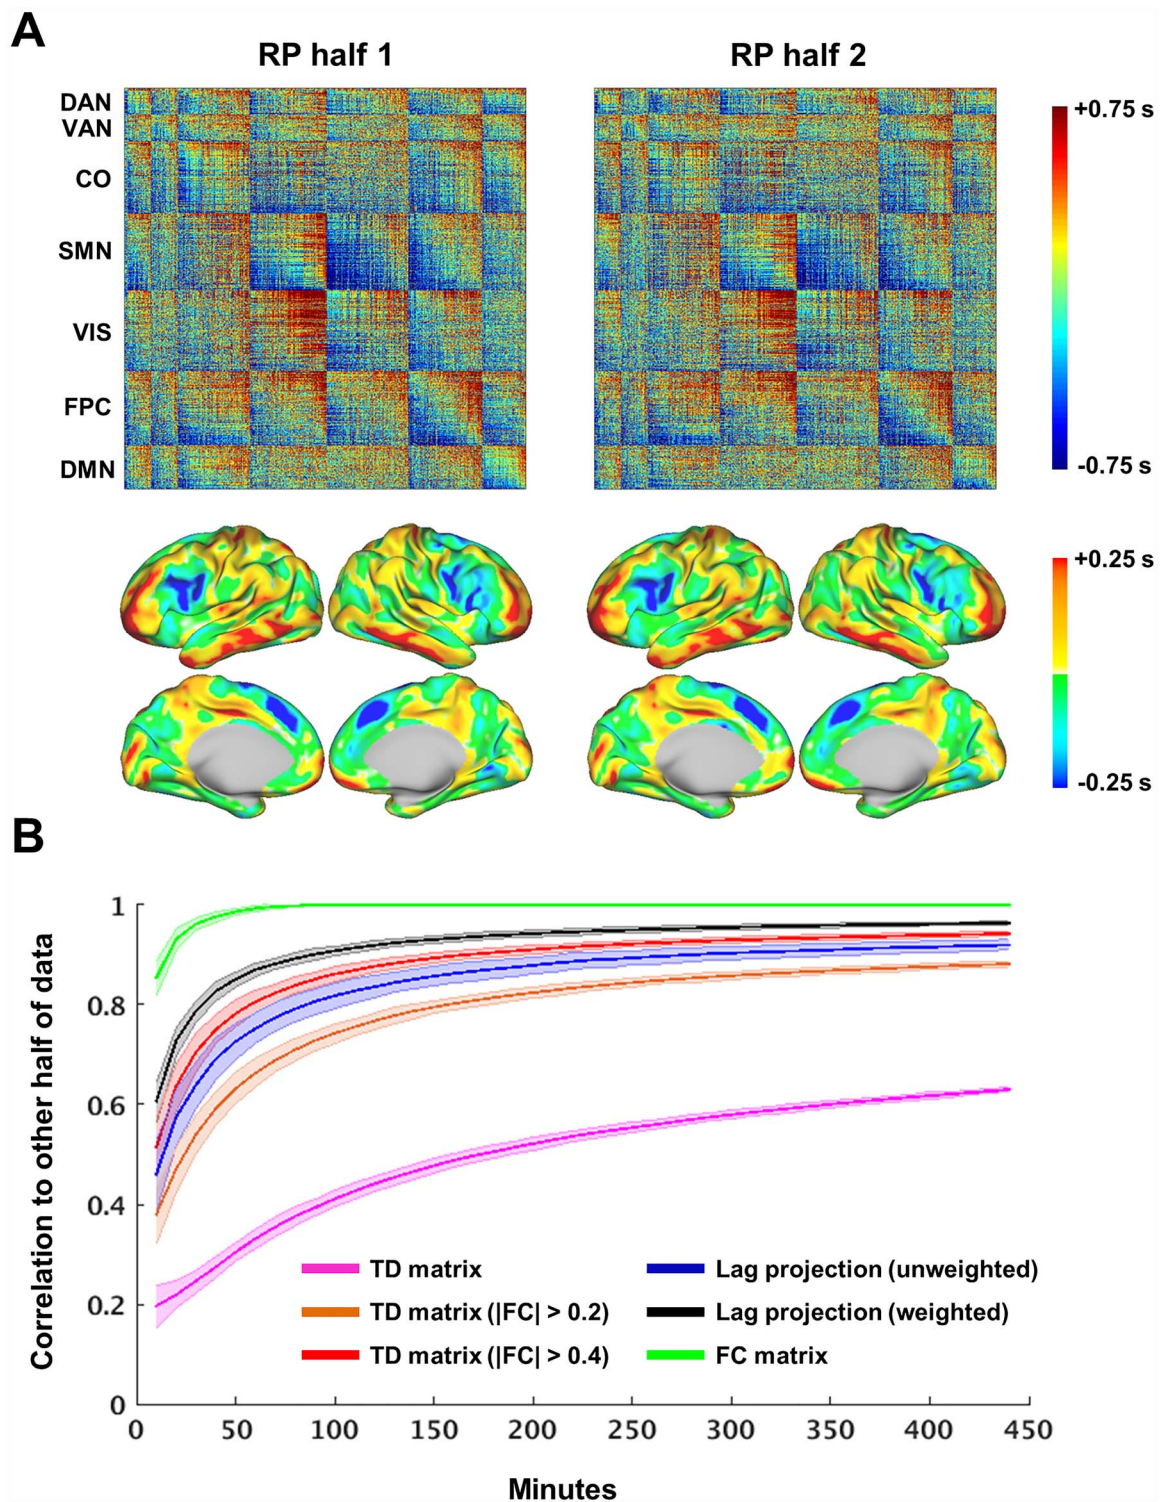 A
RP half 1
RP half 2
DAN
VAN
CO
SMN
VIS
FPC
DMN
+0.75 s
-0.75 s
+0.25 s
-0.25 s
B
Correlation to other half of data
1
0.8
0.6
0.4
0.2
0
TD matrix
TD matrix (|FC| > 0.2)
TD matrix (|FC| > 0.4)
Lag projection (unweighted)
Lag projection (weighted)
FC matrix
0 50 100 150 200 250 300 350 400 450
Minutes